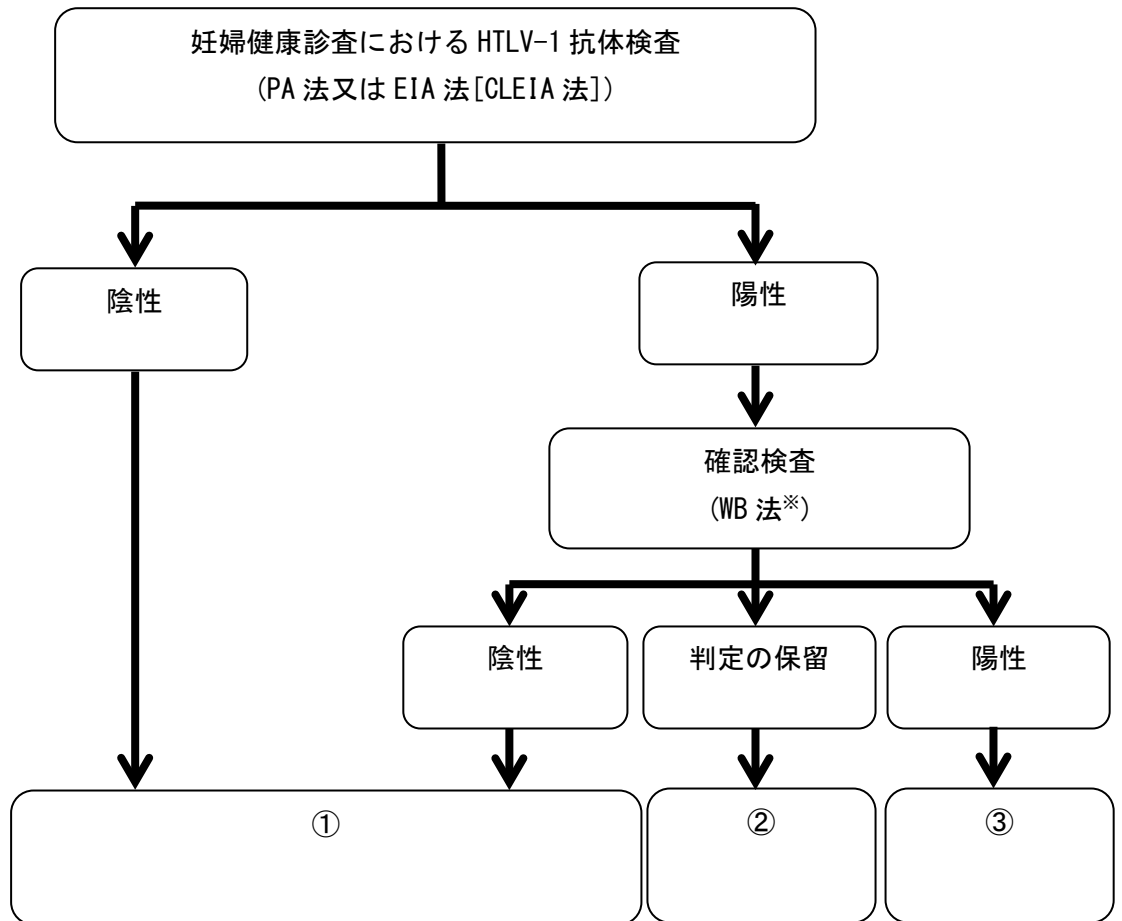 妊婦健康診査における HTLV-1 抗体検査
(PA 法又は EIA 法[CLEIA 法])
陰性
陽性
確認検査
(WB 法※)
陰性
判定の保留
陽性
①
②
③